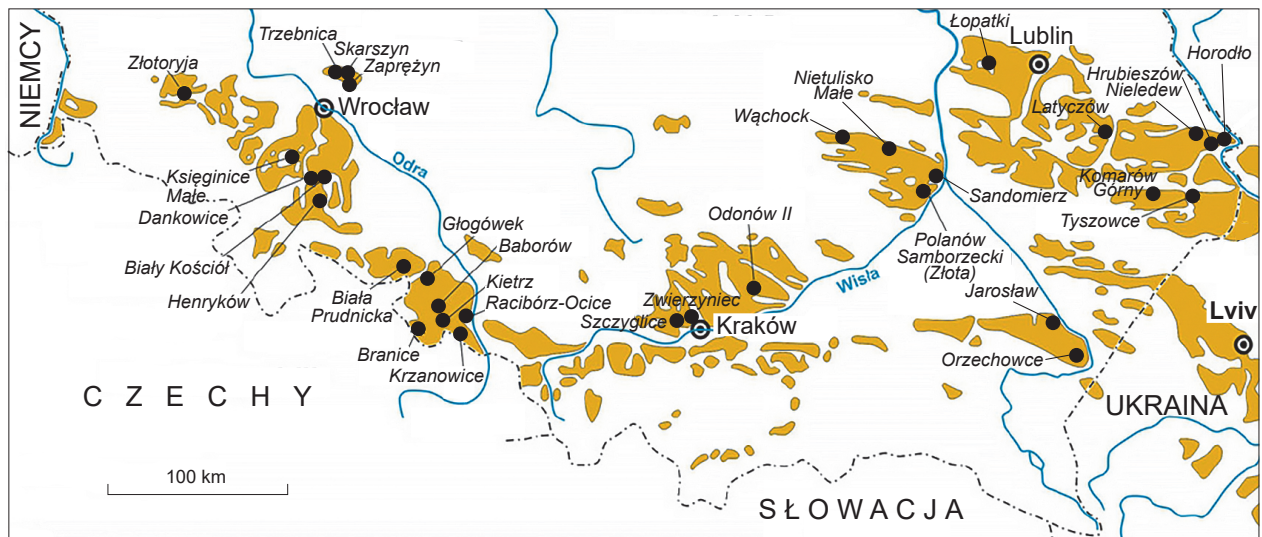 NIEMCY
Trzebnica
Skarszyn
Zaprężyn
Złotoryja
Wrocław
Odra
Księginice
Małe
Dankowice
Biały Kościół
Henryków
Głogówek
Baborów
Kietrz
Racibórz-Ocice
Biała
Prudnicka
Branice
Krzanowice
Odonów II
Zwierzyniec
Szczyglice
Kraków
Wisła
Łopatki
Lublin
Horodło
Hrubieszów
Nieledew
Latyczów
Nietulisko
Małe
Wąchock
Sandomierz
Komarów
Górny
Tyszowce
Polanów
Samborzecki
(Złota)
Jarosław
Orzechowce
Lviv
UKRAINA
CZECHY
SŁOWACJA
100 km